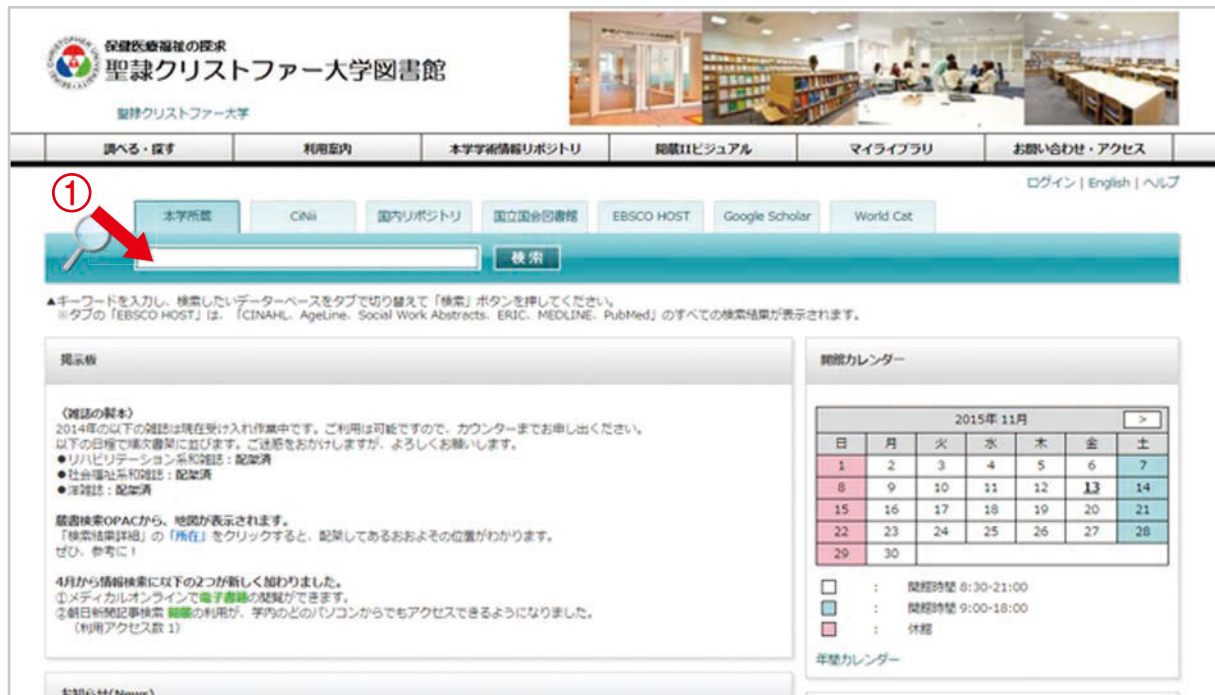 保健医療福祉の探求
聖隷クリストファー大学図書館
聖隷クリストファー大学
調べる・探す 利用案内 本学学術情報リポジトリ 聞蔵IIビジュアル マイライブラリ お問い合わせ・アクセス
ログイン | English | ヘルプ
①
本学所蔵 CiNii 国内リポジトリ 国立国会図書館 EBSCO HOST Google Scholar World Cat
検索
▲キーワードを入力し、検索したいデーターベースをタブで切り替えて「検索」ボタンを押してください。
※タブの「EBSCO HOST」は、「CINAHL、AgeLine、Social Work Abstracts、ERIC、MEDLINE、PubMed」のすべての検索結果が表示されます。
掲示板
〈雑誌の製本〉
2014年の以下の雑誌は現在受け入れ作業中です。ご利用は可能ですので、カウンターまでお申し出ください。
以下の日程で順次書架に並びます。ご迷惑をおかけしますが、よろしくお願いします。
●リハビリテーション系和雑誌：配架済
●社会福祉系和雑誌：配架済
●洋雑誌：配架済
蔵書検索OPACから、地図が表示されます。
「検索結果詳細」の「所在」をクリックすると、配架してあるおおよその位置がわかります。
ぜひ、参考に！
4月から情報検索に以下の2つが新しく加わりました。
①メディカルオンラインで電子書籍の閲覧ができます。
②朝日新聞記事検索 聞蔵の利用が、学内のどのパソコンからでもアクセスできるようになりました。
（利用アクセス数 1）
お知らせ(News)
開館カレンダー
2015年 11月 >
日 月 火 水 木 金 土
1 2 3 4 5 6 7
8 9 10 11 12 13 14
15 16 17 18 19 20 21
22 23 24 25 26 27 28
29 30
： 開館時間 8:30-21:00
： 開館時間 9:00-18:00
： 休館
年間カレンダー